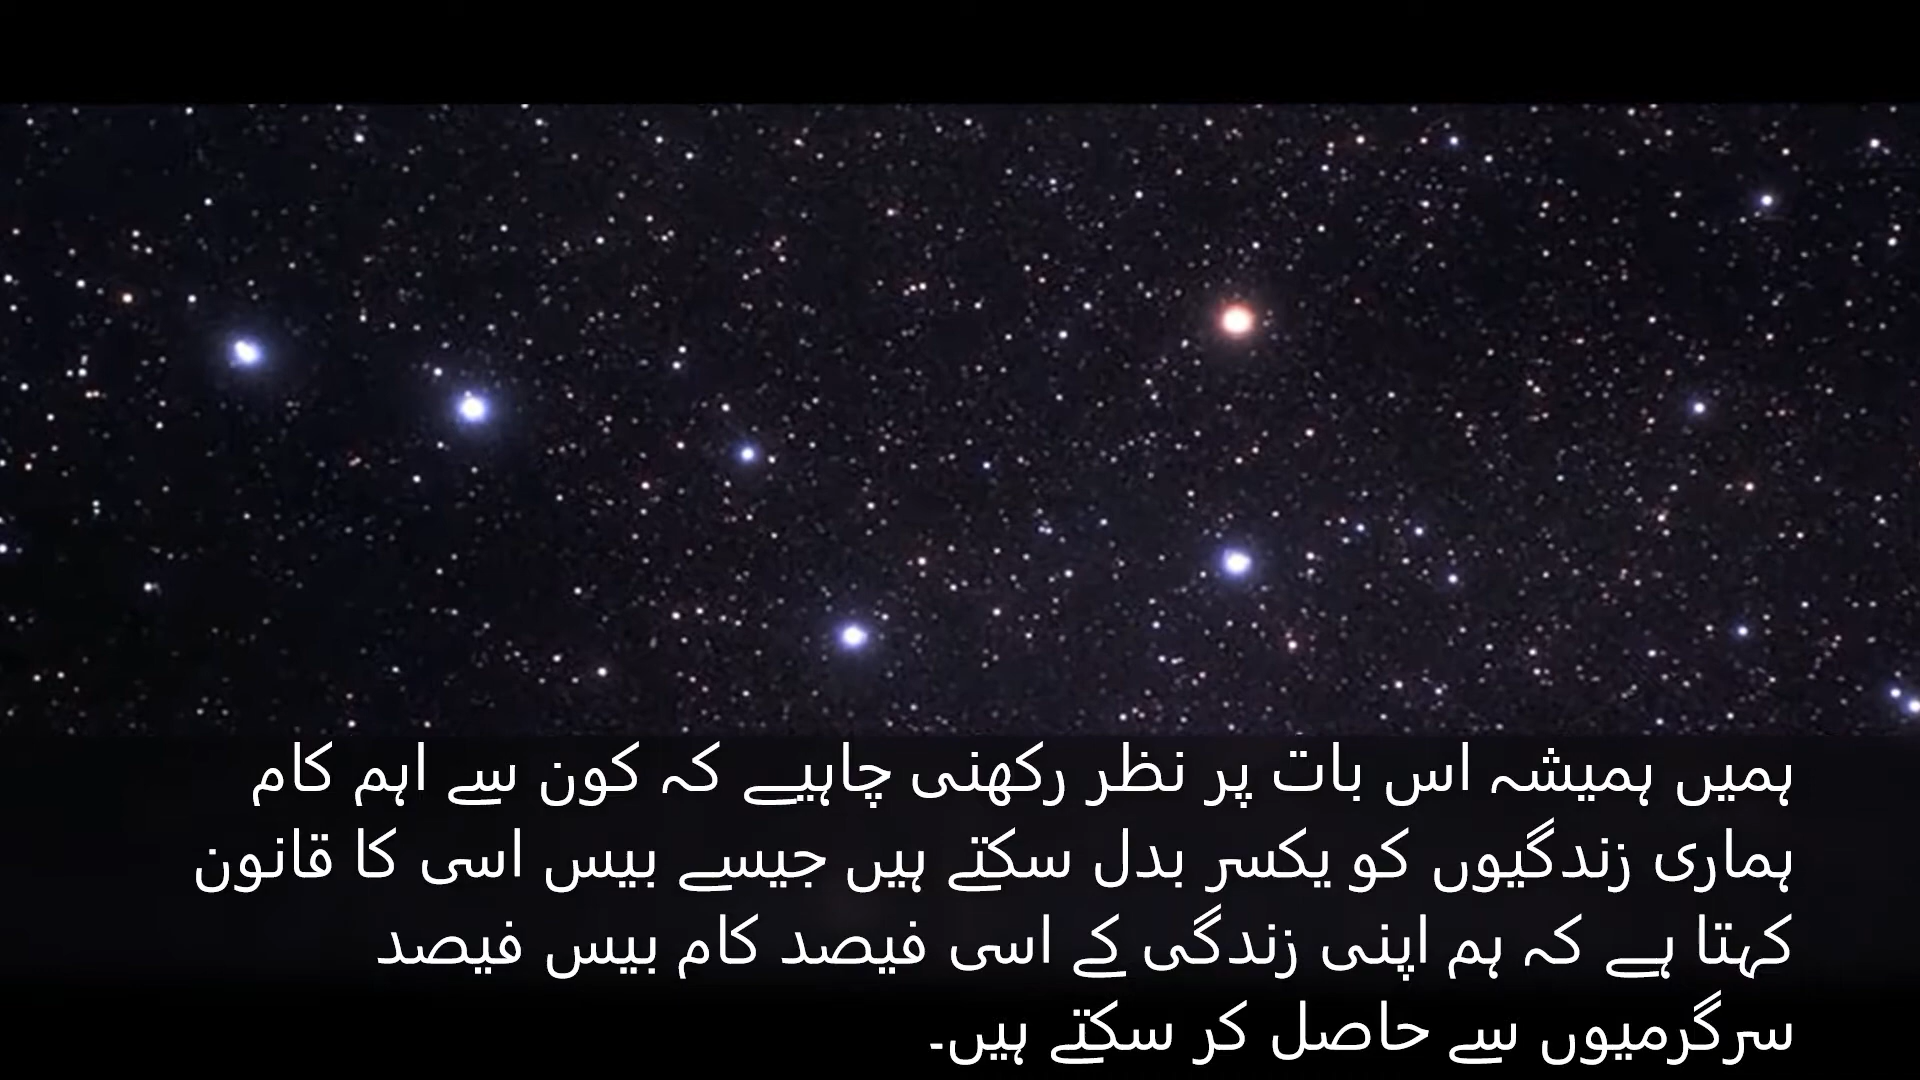 ہمیں ہمیشہ اس بات پر نظر رکھنی چاہیے کہ کون سے اہم کام
ہماری زندگیوں کو یکسر بدل سکتے ہیں جیسے بیس اسی کا قانون
کہتا ہے کہ ہم اپنی زندگی کے اسی فیصد کام بیس فیصد
سرگرمیوں سے حاصل کر سکتے ہیں۔